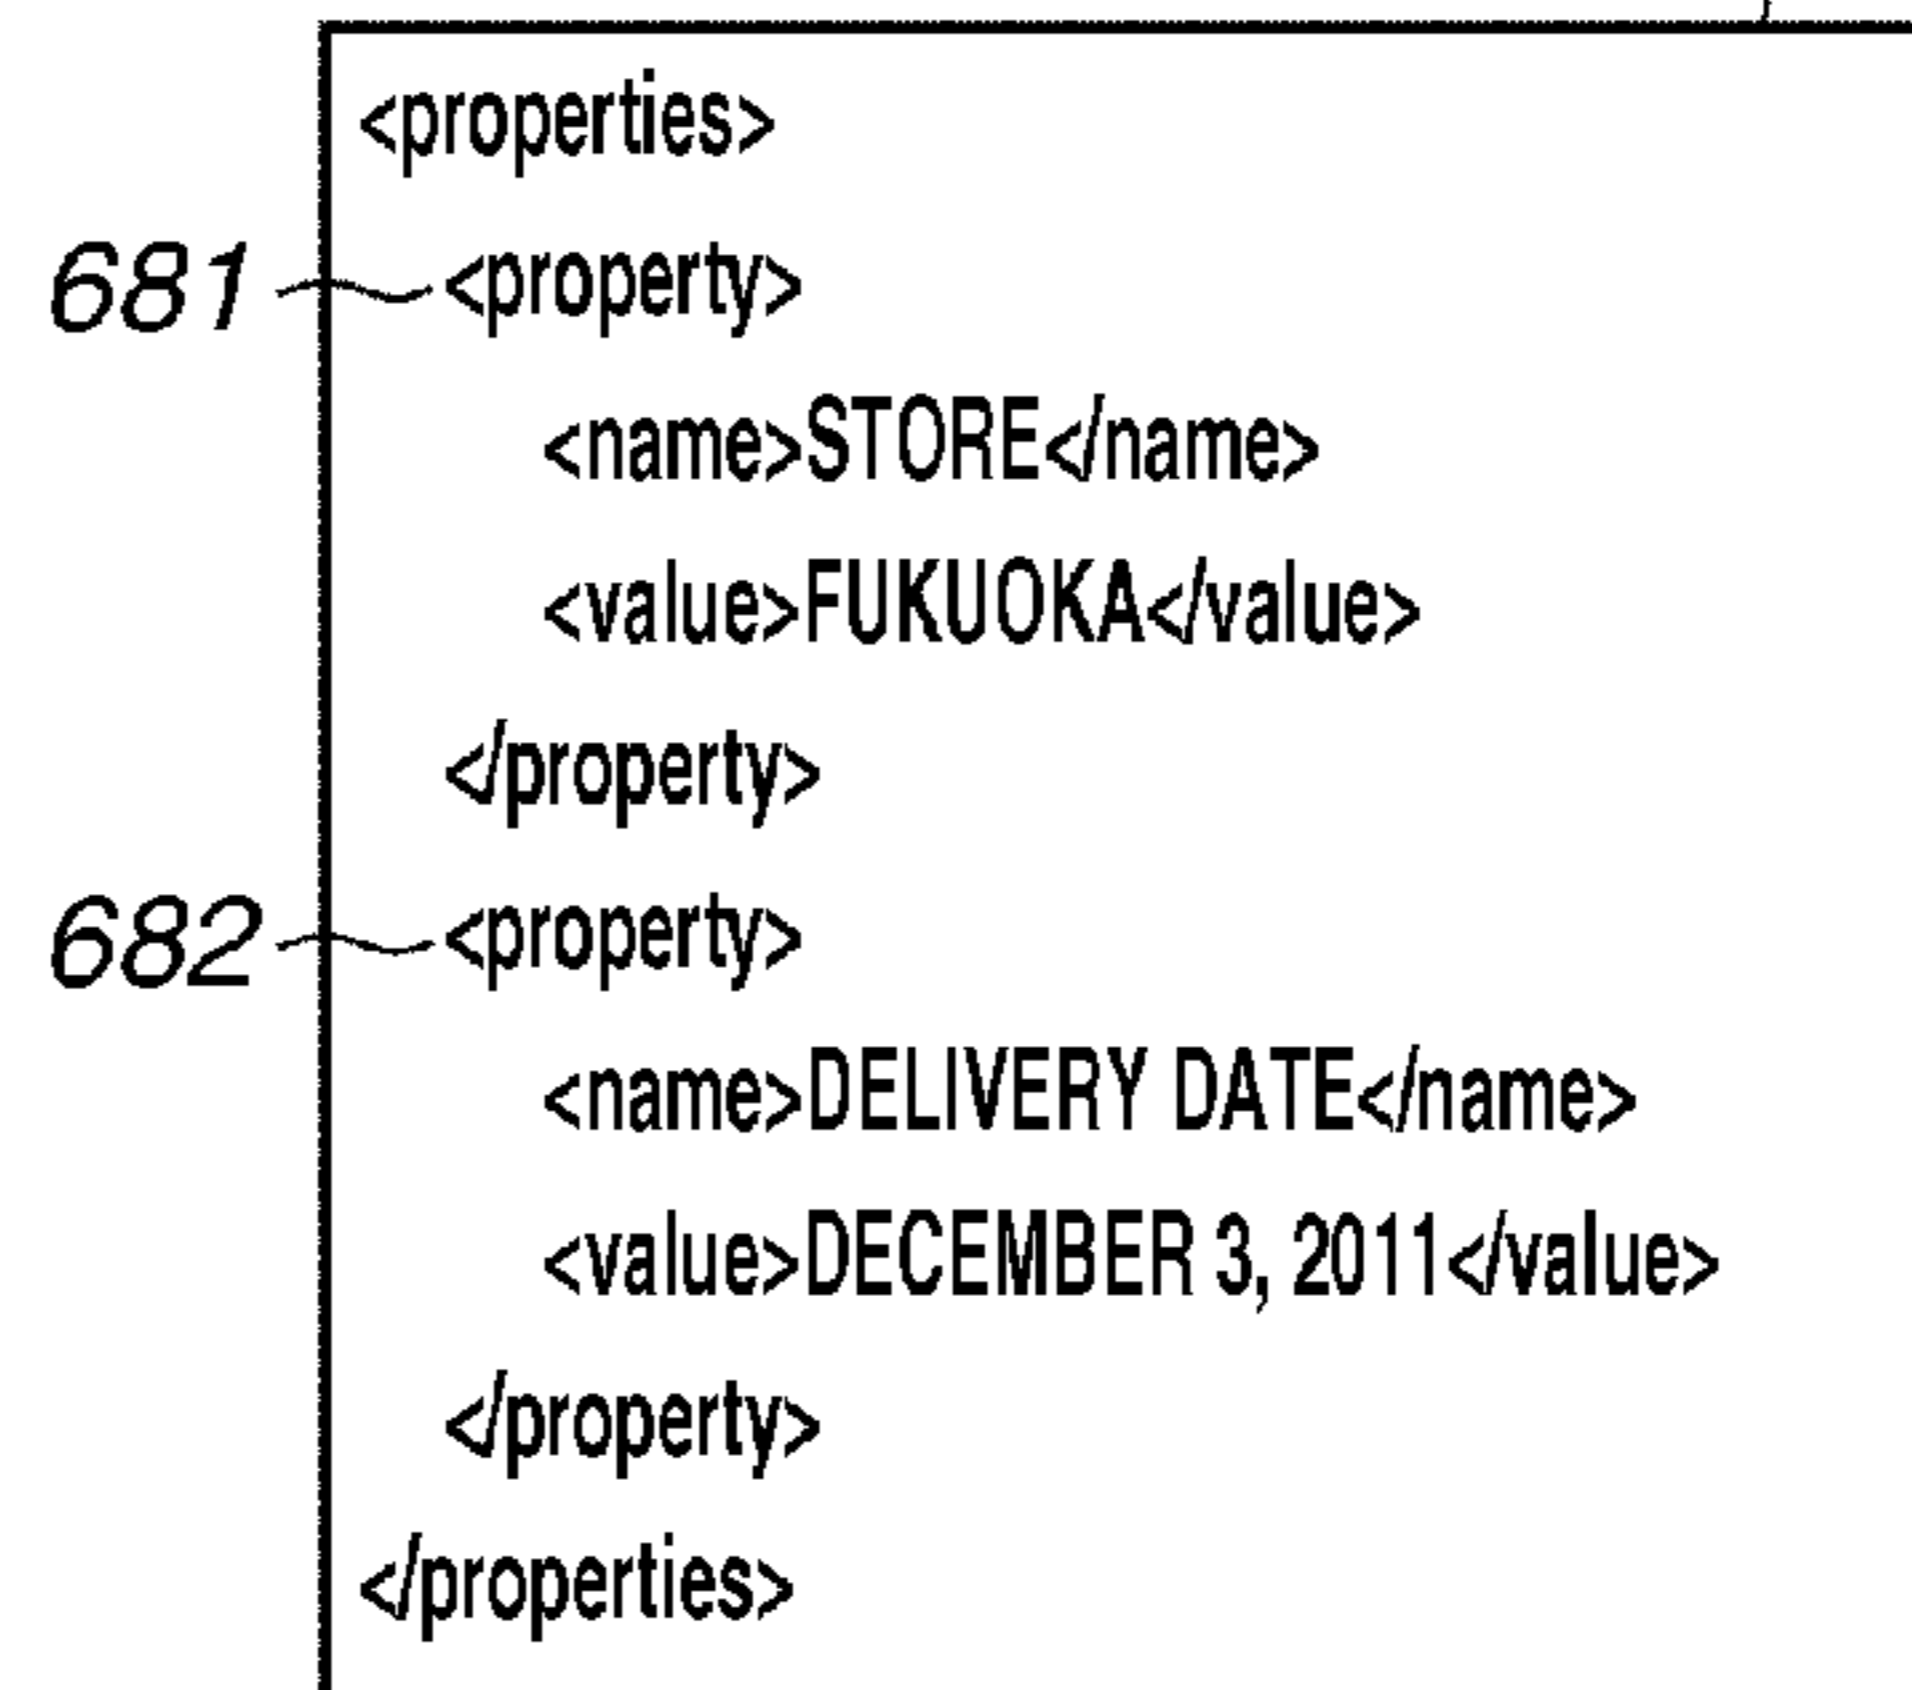 <properties>
681 <property>
<name>STORE</name>
<value>FUKUOKA</value>
</property>
682 <property>
<name>DELIVERY DATE</name>
<value>DECEMBER 3, 2011</value>
</property>
</properties>